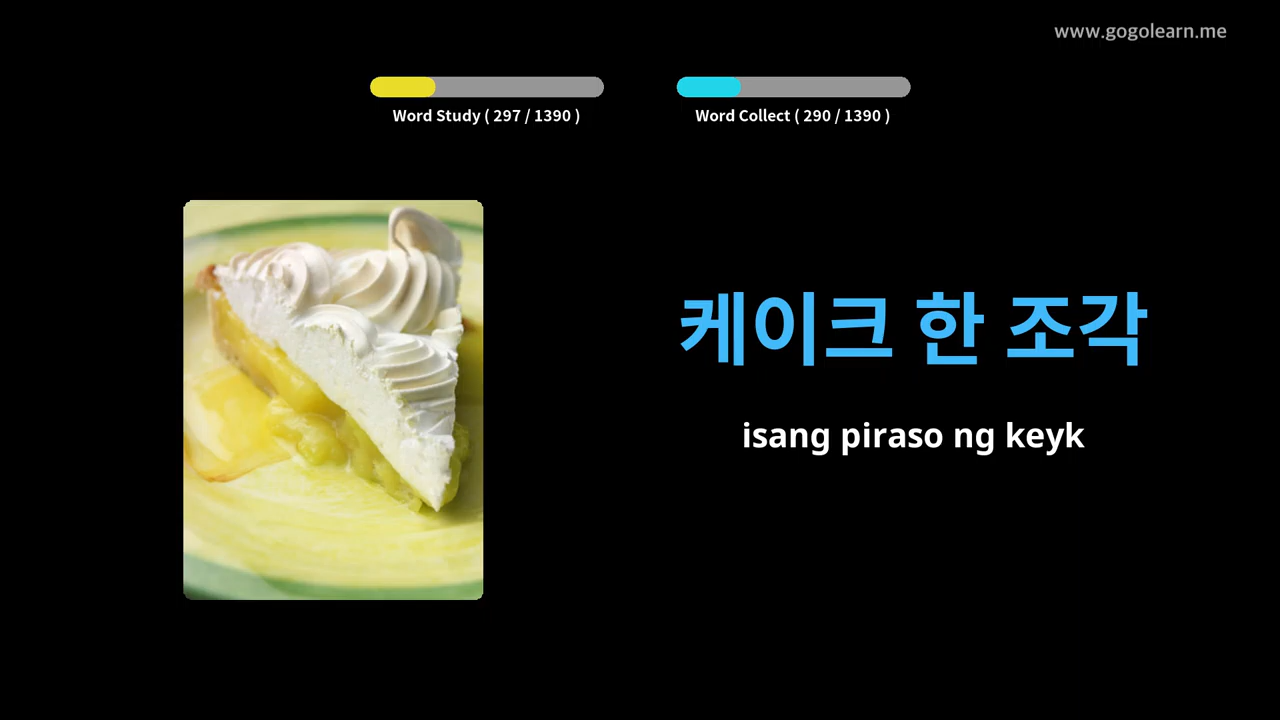 www.gogolearn.me
Word Study ( 297 / 1390 )
Word Collect ( 290 / 1390 )
케이크 한 조각
isang piraso ng keyk